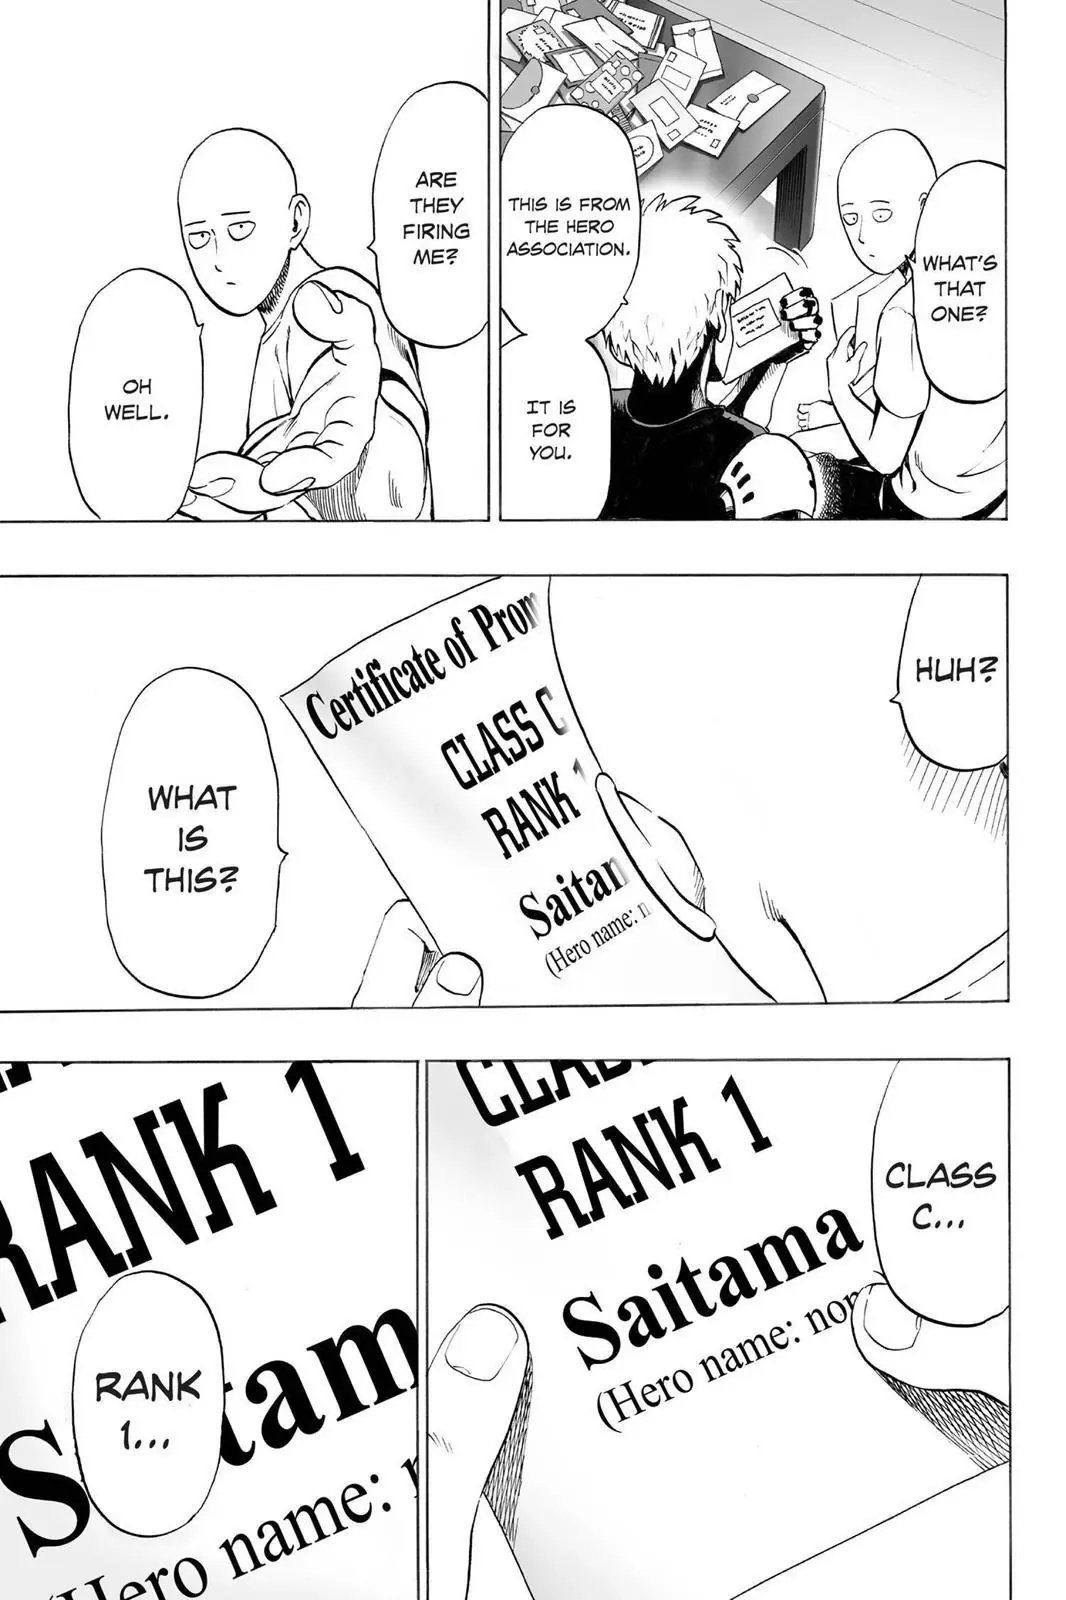 WHAT'S
THAT
ONE?
THIS IS FROM
THE HERO
ASSOCIATION.
IT IS
FOR
YOU.
ARE
THEY
FIRING
ME?
OH
WELL.
HUH?
Certificate of Prom
CLASS C
RANK 1
Saitam
(Hero name: n
WHAT
IS
THIS?
CLASS
C...
CLASS
RANK 1
Saitama
(Hero name: non
RANK 1
Saitam
(Hero name: n
RANK
1...